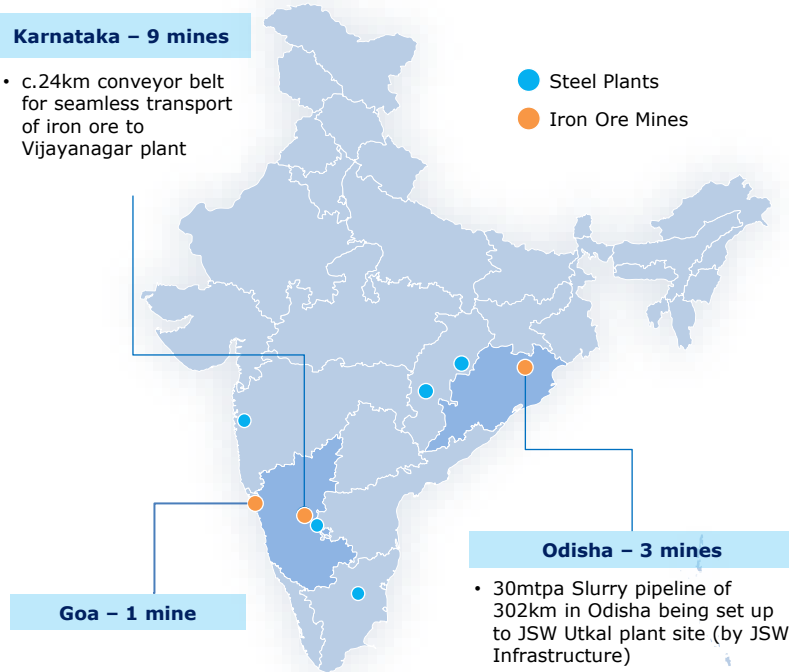 Karnataka – 9 mines
• c.24km conveyor belt
for seamless transport
of iron ore to
Vijayanagar plant
Steel Plants
Iron Ore Mines
Odisha – 3 mines
• 30mtpa Slurry pipeline of
302km in Odisha being set up
to JSW Utkal plant site (by JSW
Infrastructure)
Goa – 1 mine